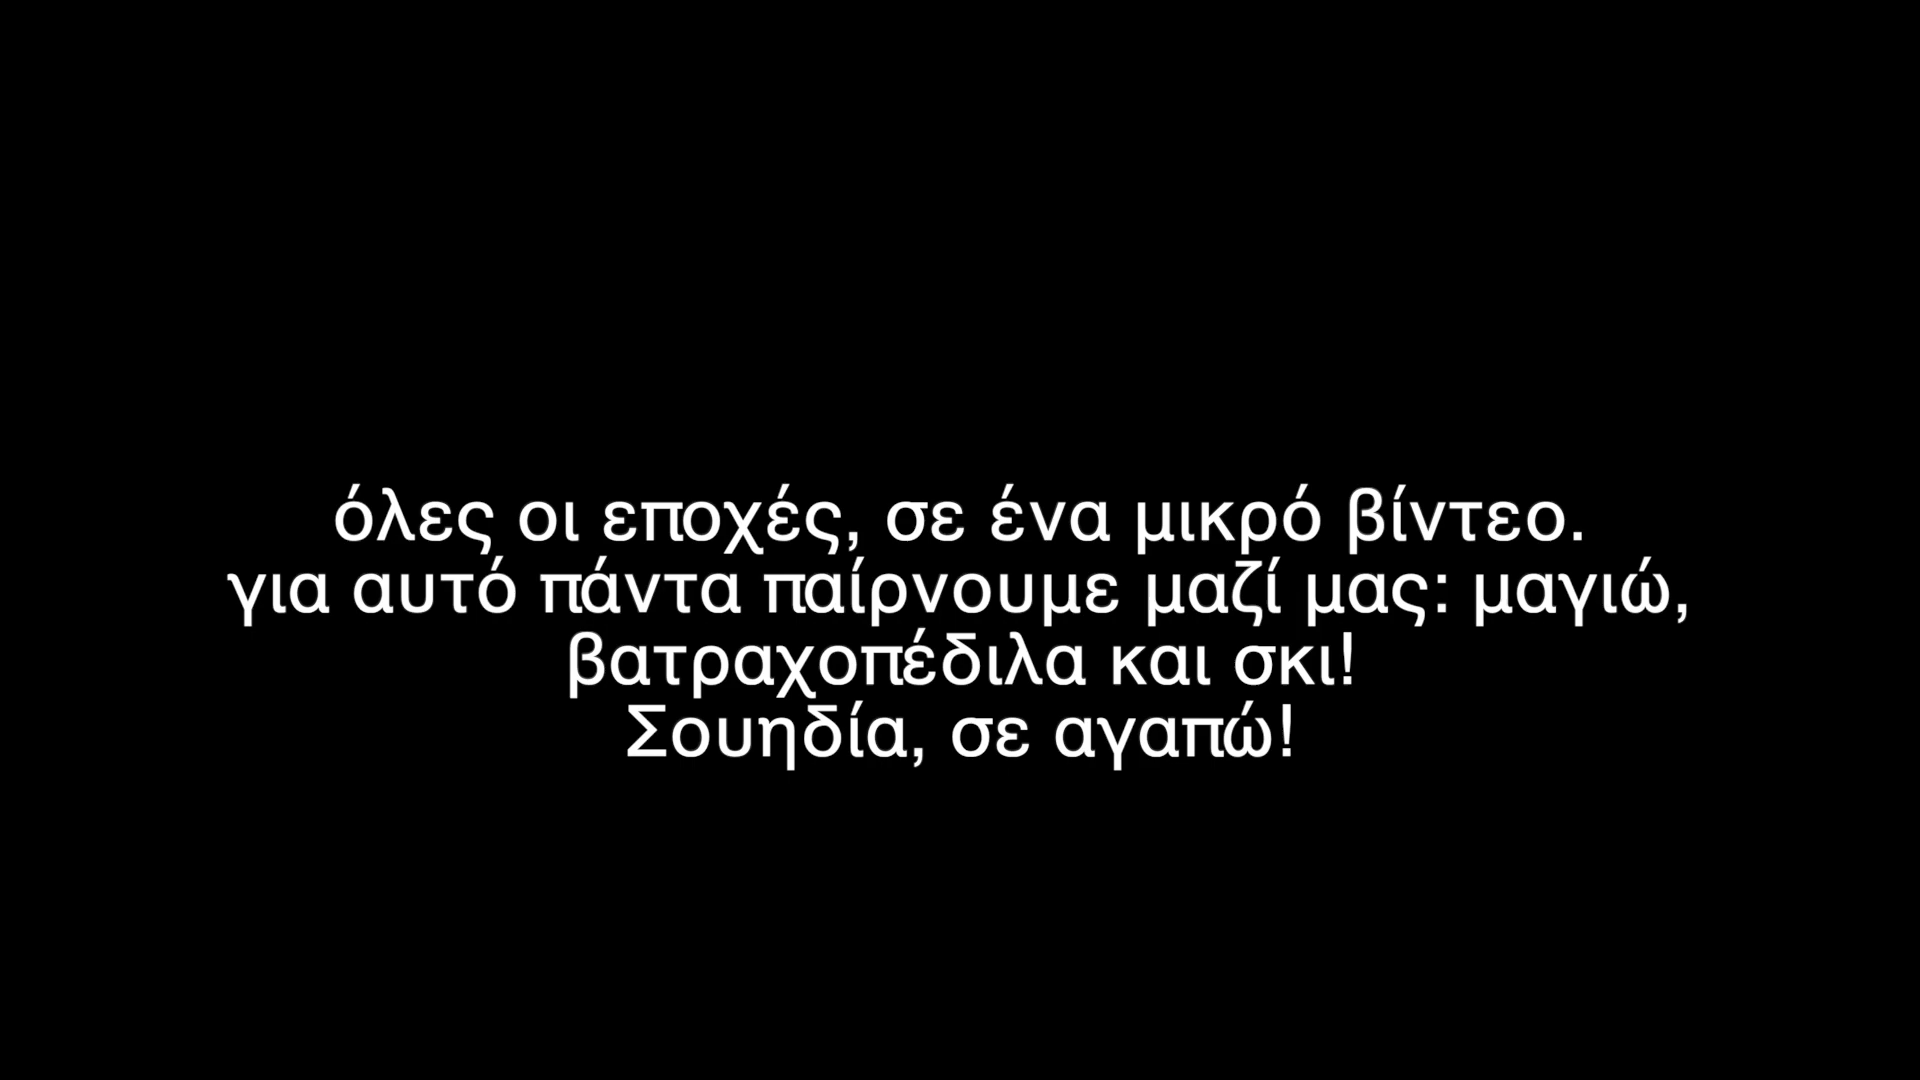 όλες οι εποχές, σε ένα μικρό βίντεο.
για αυτό πάντα παίρνουμε μαζί μας: μαγιώ,
βατραχοπέδιλα και σκι!
Σουηδία, σε αγαπώ!